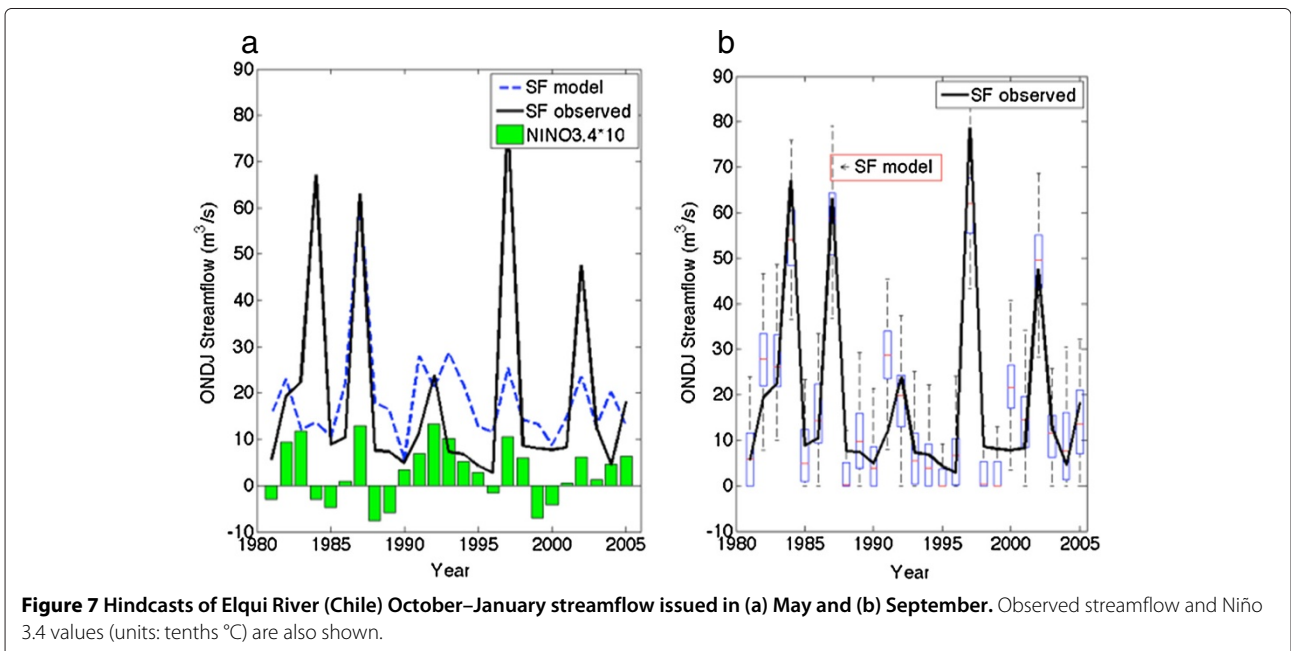 a
90
80
70
60
50
40
30
20
10
0
-10
ONDJ Streamflow (m³/s)
SF model
SF observed
NINO3.4*10
1980
1985
1990
1995
2000
2005
Year
b
90
80
70
60
50
40
30
20
10
0
-10
ONDJ Streamflow (m³/s)
SF observed
← SF model
1980
1985
1990
1995
2000
2005
Year
Figure 7 Hindcasts of Elqui River (Chile) October–January streamflow issued in (a) May and (b) September. Observed streamflow and Niño
3.4 values (units: tenths °C) are also shown.